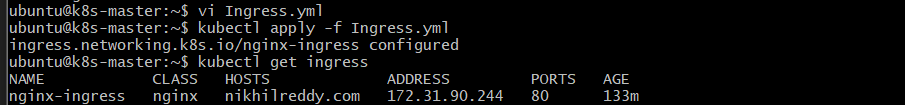 ubuntu@k8s-master:~$ vi Ingress.yml
ubuntu@k8s-master:~$ kubectl apply -f Ingress.yml
ingress.networking.k8s.io/nginx-ingress configured
ubuntu@k8s-master:~$ kubectl get ingress
NAME            CLASS   HOSTS             ADDRESS         PORTS   AGE
nginx-ingress   nginx   nikhilreddy.com   172.31.90.244   80      133m